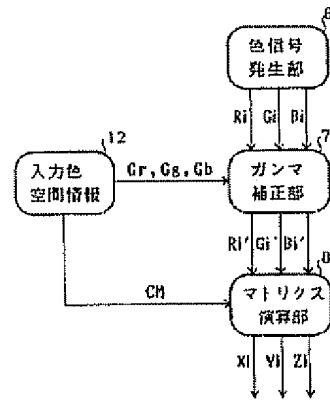 6
色信号
発生部
Ri Gi Bi
7
12
入力色
空間情報
Gr, Gg, Gb
ガンマ
補正部
Ri' Gi' Bi'
8
CM
マトリクス
演算部
Xi Yi Zi